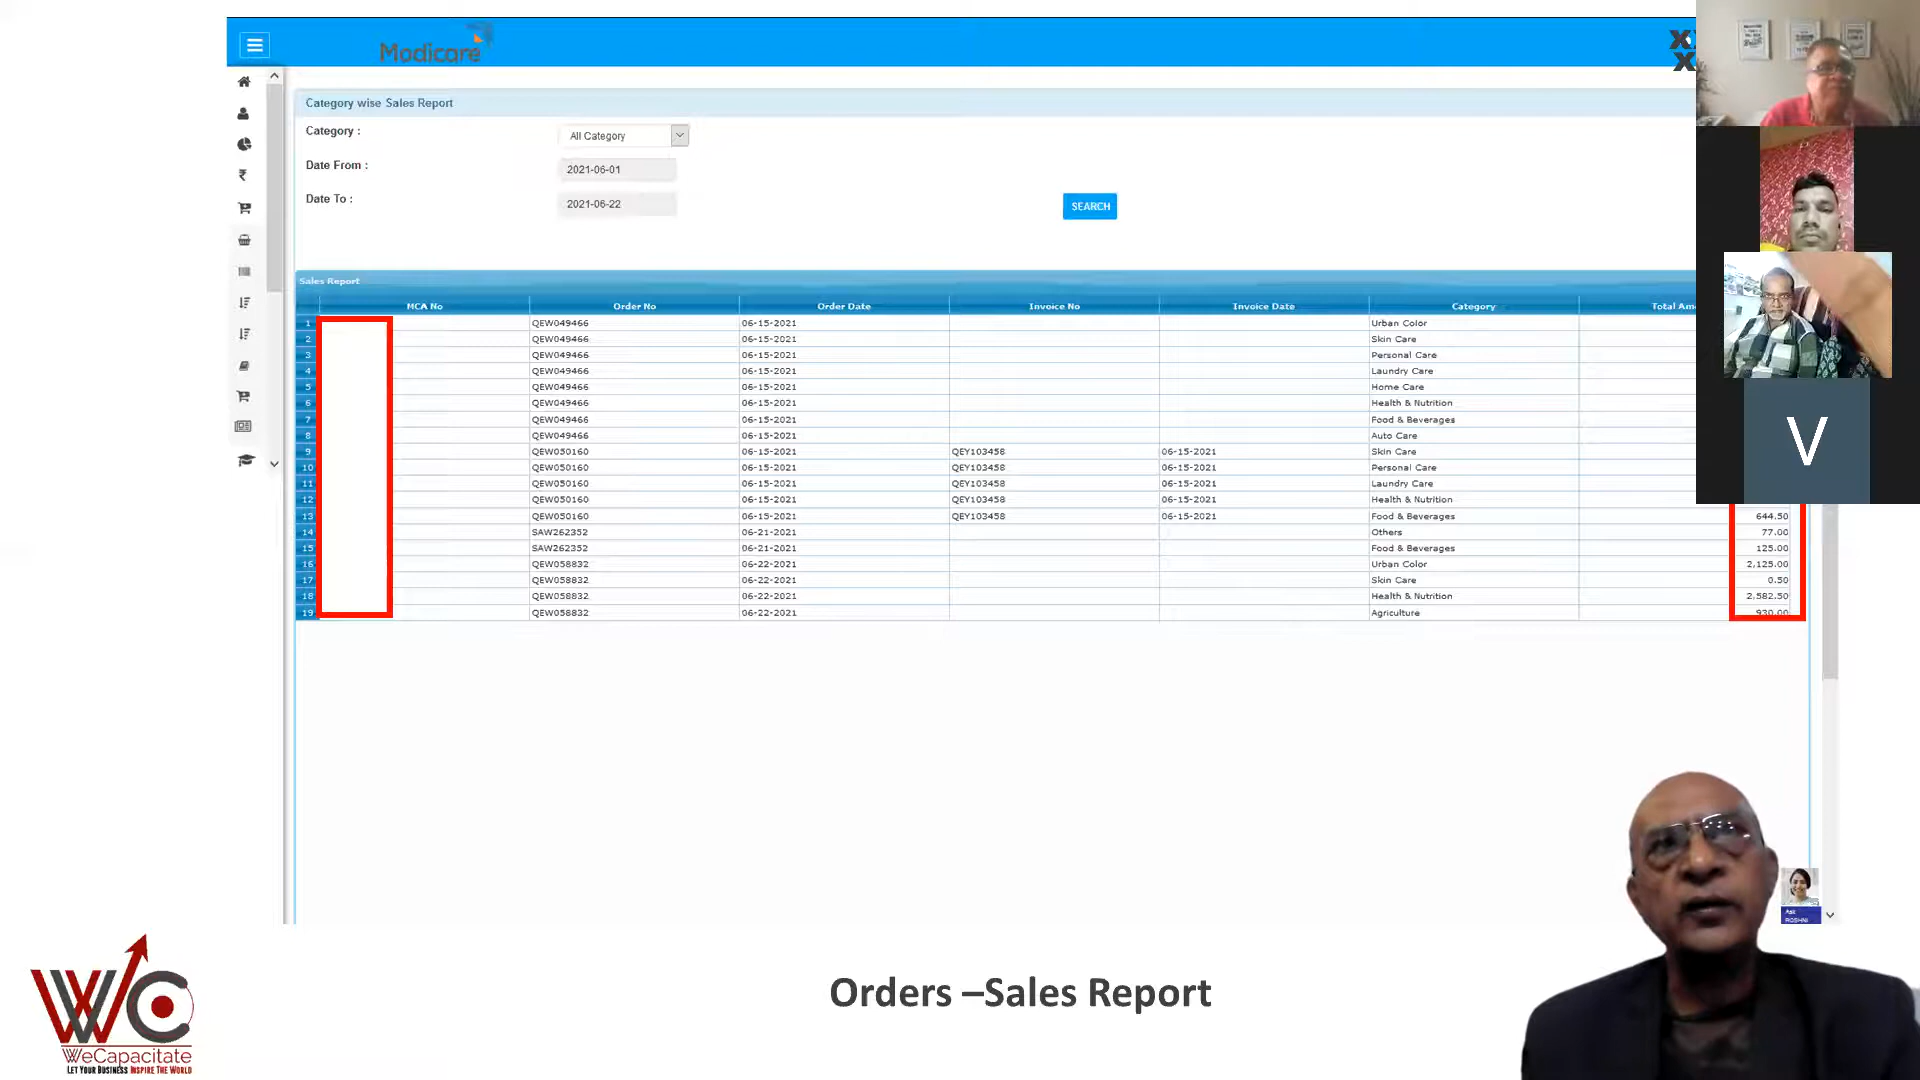 Modicare
Category wise Sales Report
Category :
All Category
Date From :
2021-06-01
Date To :
2021-06-22
SEARCH
Sales Report
MCA No Order No Order Date Invoice No Invoice Date Category Total Am
1 QEW049466 06-15-2021 Urban Color
2 QEW049466 06-15-2021 Skin Care
3 QEW049466 06-15-2021 Personal Care
4 QEW049466 06-15-2021 Laundry Care
5 QEW049466 06-15-2021 Home Care
6 QEW049466 06-15-2021 Health & Nutrition
7 QEW049466 06-15-2021 Food & Beverages
8 QEW049466 06-15-2021 Auto Care
9 QEW050160 06-15-2021 QEY103458 06-15-2021 Skin Care
10 QEW050160 06-15-2021 QEY103458 06-15-2021 Personal Care
11 QEW050160 06-15-2021 QEY103458 06-15-2021 Laundry Care
12 QEW050160 06-15-2021 QEY103458 06-15-2021 Health & Nutrition
13 QEW050160 06-15-2021 QEY103458 06-15-2021 Food & Beverages 644.50
14 SAW262352 06-21-2021 Others 77.00
15 SAW262352 06-21-2021 Food & Beverages 125.00
16 QEW058832 06-22-2021 Urban Color 2,125.00
17 QEW058832 06-22-2021 Skin Care 0.50
18 QEW058832 06-22-2021 Health & Nutrition 2,582.50
19 QEW058832 06-22-2021 Agriculture 930.00
V
Ask
ROSHNI
Orders –Sales Report
WC
WeCapacitate
LET YOUR BUSINESS INSPIRE THE WORLD